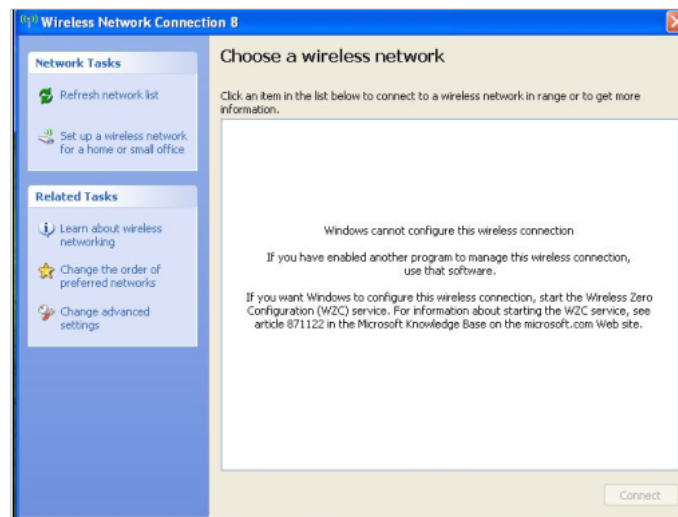 Wireless Network Connection 8
Network Tasks
Refresh network list
Set up a wireless network
for a home or small office
Related Tasks
Learn about wireless
networking
Change the order of
preferred networks
Change advanced
settings
Choose a wireless network
Click an item in the list below to connect to a wireless network in range or to get more
information.
Windows cannot configure this wireless connection
If you have enabled another program to manage this wireless connection,
use that software.
If you want Windows to configure this wireless connection, start the Wireless Zero
Configuration (WZC) service. For information about starting the WZC service, see
article 871122 in the Microsoft Knowledge Base on the microsoft.com Web site.
Connect